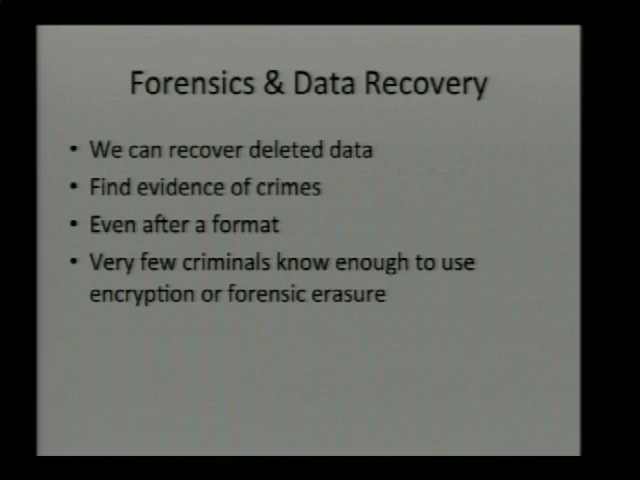 Forensics & Data Recovery
• We can recover deleted data
• Find evidence of crimes
• Even after a format
• Very few criminals know enough to use
encryption or forensic erasure